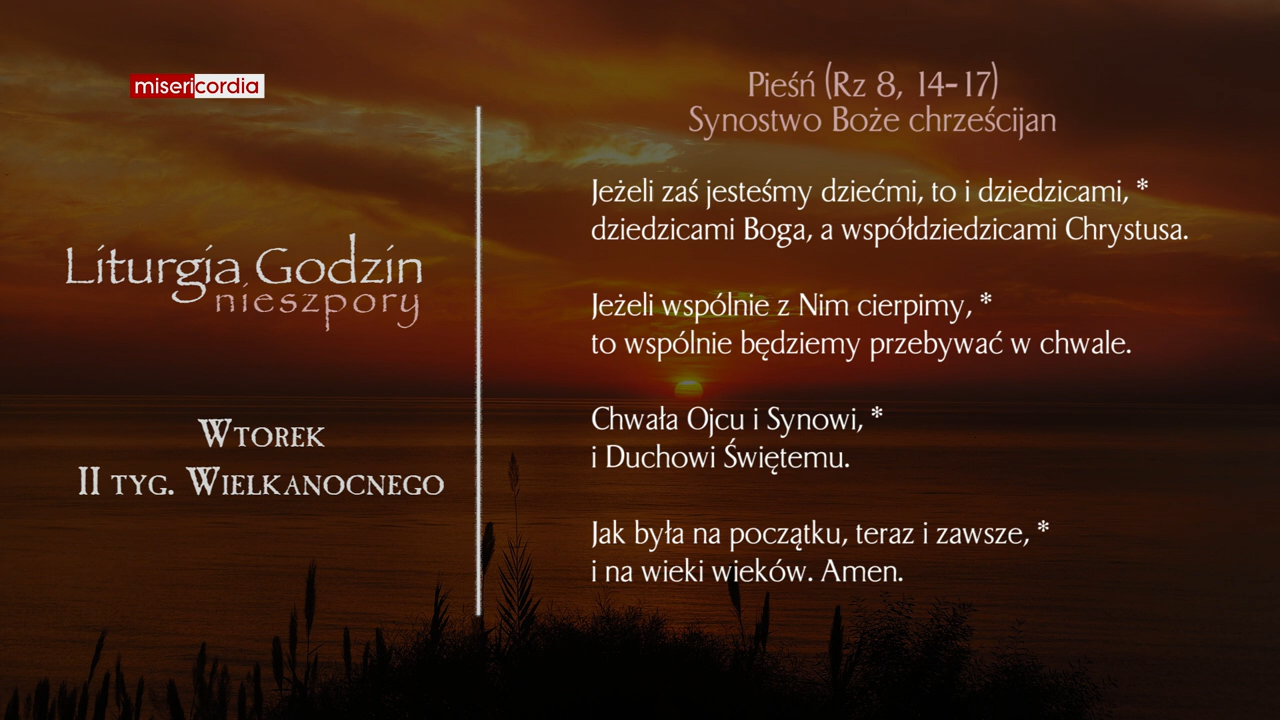 misericordia
Liturgia Godzin
nieszpory
Wtorek
II tyg. Wielkanocnego
Pieśń (Rz 8, 14-17)
Synostwo Boże chrześcijan
Jeżeli zaś jesteśmy dziećmi, to i dziedzicami, *
dziedzicami Boga, a współdziedzicami Chrystusa.
Jeżeli wspólnie z Nim cierpimy, *
to wspólnie będziemy przebywać w chwale.
Chwała Ojcu i Synowi, *
i Duchowi Świętemu.
Jak była na początku, teraz i zawsze, *
i na wieki wieków. Amen.